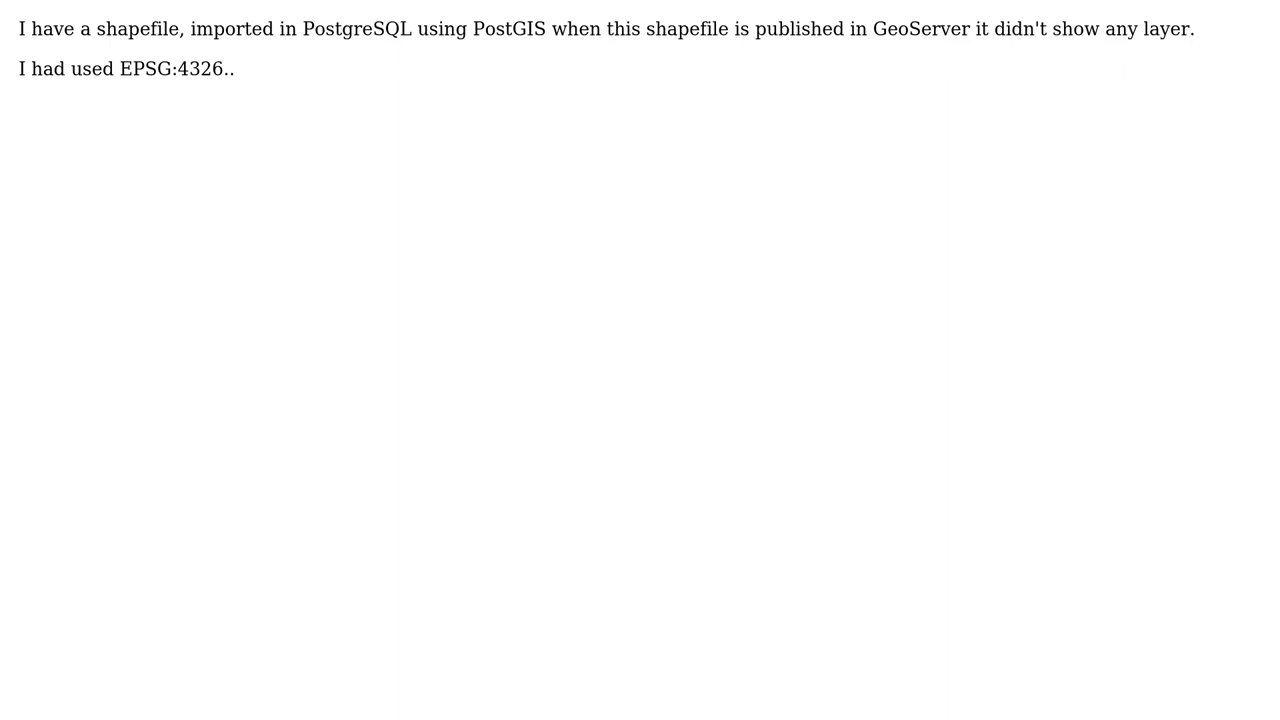 I have a shapefile, imported in PostgreSQL using PostGIS when this shapefile is published in GeoServer it didn't show any layer.
I had used EPSG:4326..